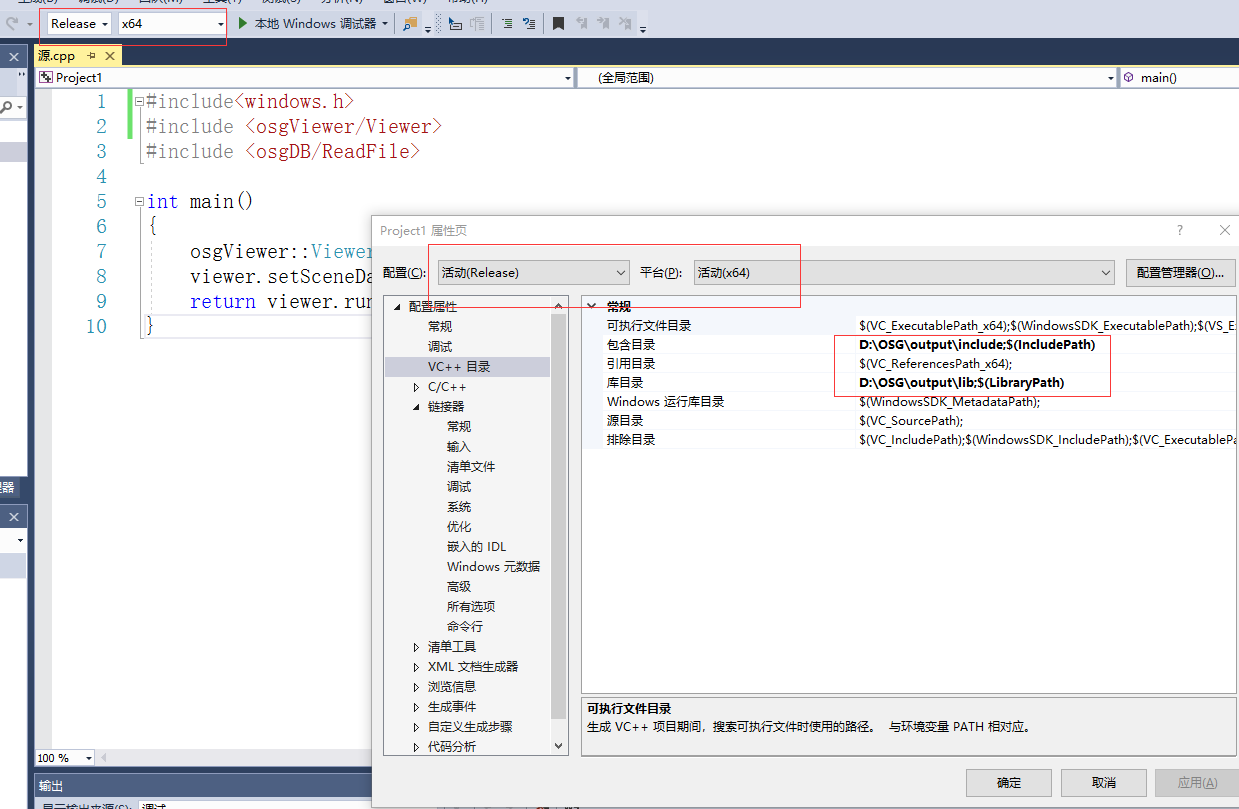 Release x64 本地 Windows 调试器
源.cpp
Project1 (全局范围) main()
1 #include<windows.h>
2 #include <osgViewer/Viewer>
3 #include <osgDB/ReadFile>
4
5 int main()
6 {
7 osgViewer::Viewer
8 viewer.setSceneDa
9 return viewer.run
10 }
Project1 属性页 ?
配置(C): 活动(Release) 平台(P): 活动(x64) 配置管理器(O)...
配置属性
常规
调试
VC++ 目录
C/C++
链接器
常规
输入
清单文件
调试
系统
优化
嵌入的 IDL
Windows 元数据
高级
所有选项
命令行
清单工具
XML 文档生成器
浏览信息
生成事件
自定义生成步骤
代码分析
常规
可执行文件目录 $(VC_ExecutablePath_x64);$(WindowsSDK_ExecutablePath);$(VS_E
包含目录 D:\OSG\output\include;$(IncludePath)
引用目录 $(VC_ReferencesPath_x64);
库目录 D:\OSG\output\lib;$(LibraryPath)
Windows 运行库目录 $(WindowsSDK_MetadataPath);
源目录 $(VC_SourcePath);
排除目录 $(VC_IncludePath);$(WindowsSDK_IncludePath);$(VC_ExecutablePa
可执行文件目录
生成 VC++ 项目期间，搜索可执行文件时使用的路径。 与环境变量 PATH 相对应。
确定 取消 应用(A)
100 %
输出